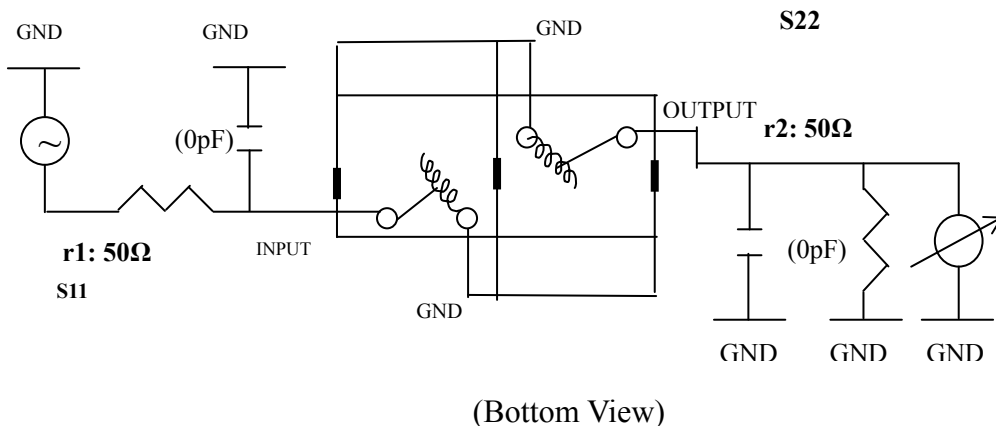 S22
GND
GND
GND
OUTPUT
r2: 50Ω
(0pF)
~
INPUT
r1: 50Ω
S11
(0pF)
GND
GND
GND
GND
(Bottom View)